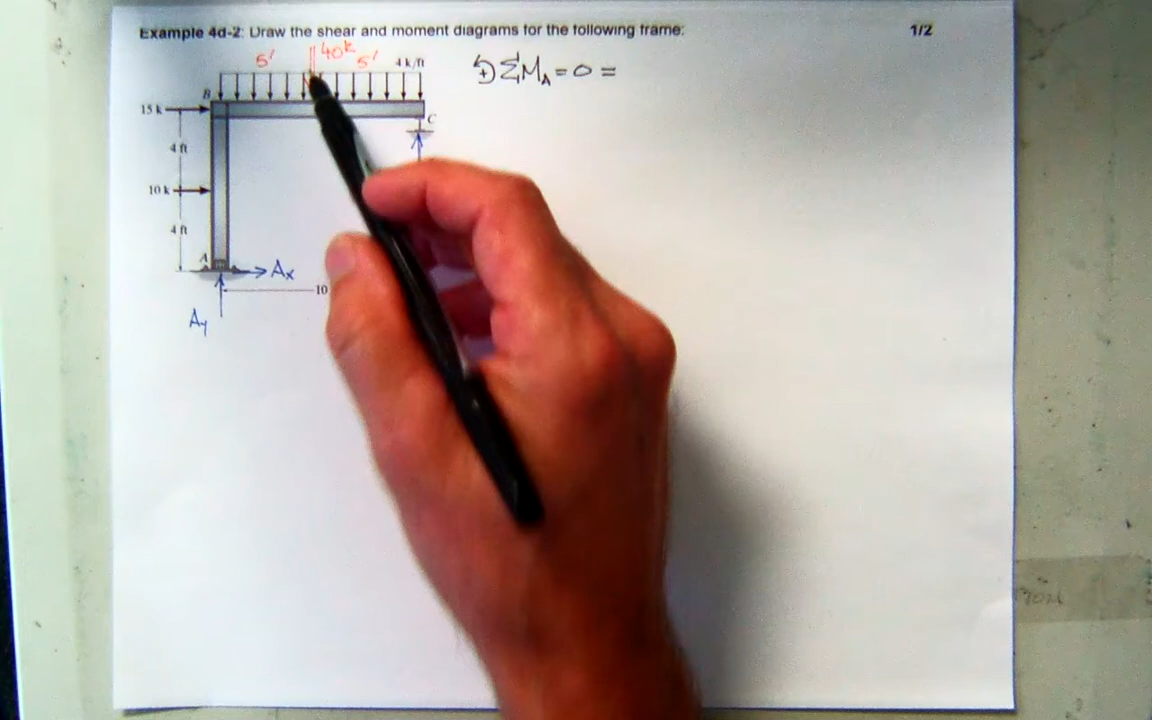 Example 4d-2: Draw the shear and moment diagrams for the following frame: 1/2
5' 40k 5' 4 k/ft
↺+ ΣM_A = 0 =
B
15 k
C
4 ft
10 k
4 ft
A
Ax
10
Ay